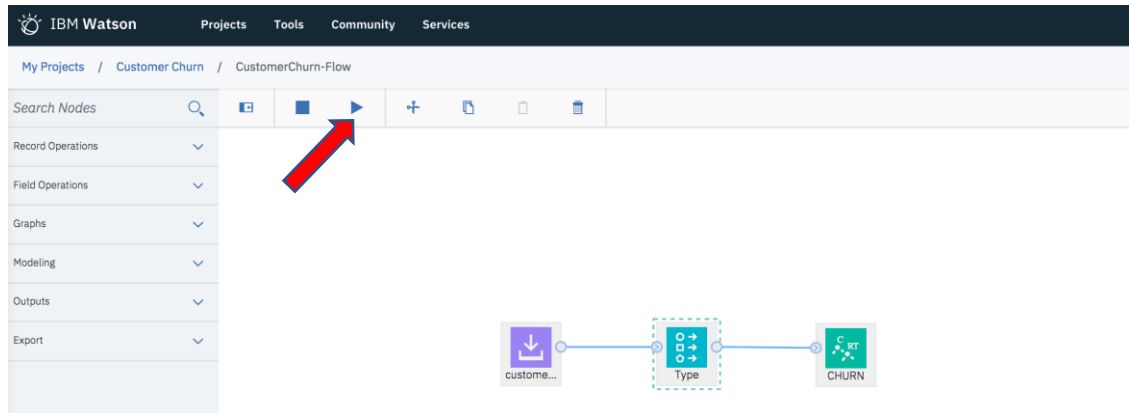 IBM Watson Projects Tools Community Services
My Projects / Customer Churn / CustomerChurn-Flow
Search Nodes
Record Operations
Field Operations
Graphs
Modeling
Outputs
Export
custome... Type CHURN
C RT